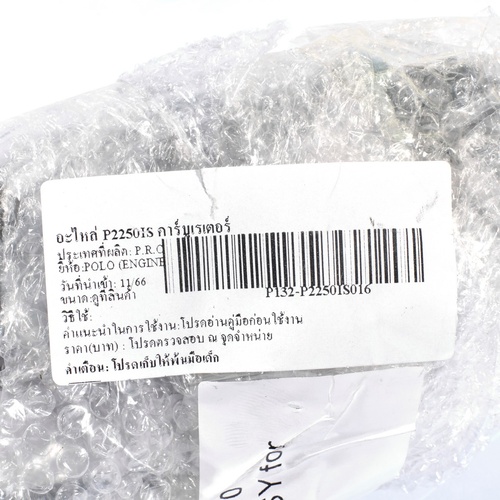 อะไหล่ P2250IS คาร์บูเรเตอร์
ประเทศที่ผลิต: P.R.C
ยี่ห้อ:POLO (ENGINE
วันที่นำเข้า: 11/66
ขนาด:ดูที่สินค้า
P132-P2250IS016
วิธีใช้:
คำแนะนำในการใช้งาน:โปรดอ่านคู่มือก่อนใช้งาน
ราคา(บาท) : โปรดตรวจสอบ ณ จุดจำหน่าย
คำเตือน: โปรดเก็บให้พ้นมือเด็ก
SY for